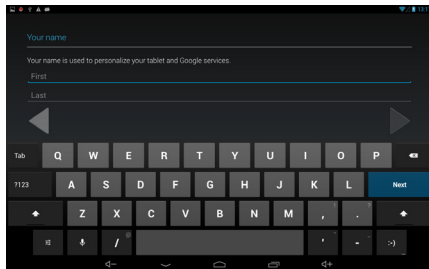 Your name
Your name is used to personalize your tablet and Google services.
First
Last
Tab Q W E R T Y U I O P
?123 A S D F G H J K L Next
Z X C V B N M , ! . ?
/ @ ' " - _ :-)